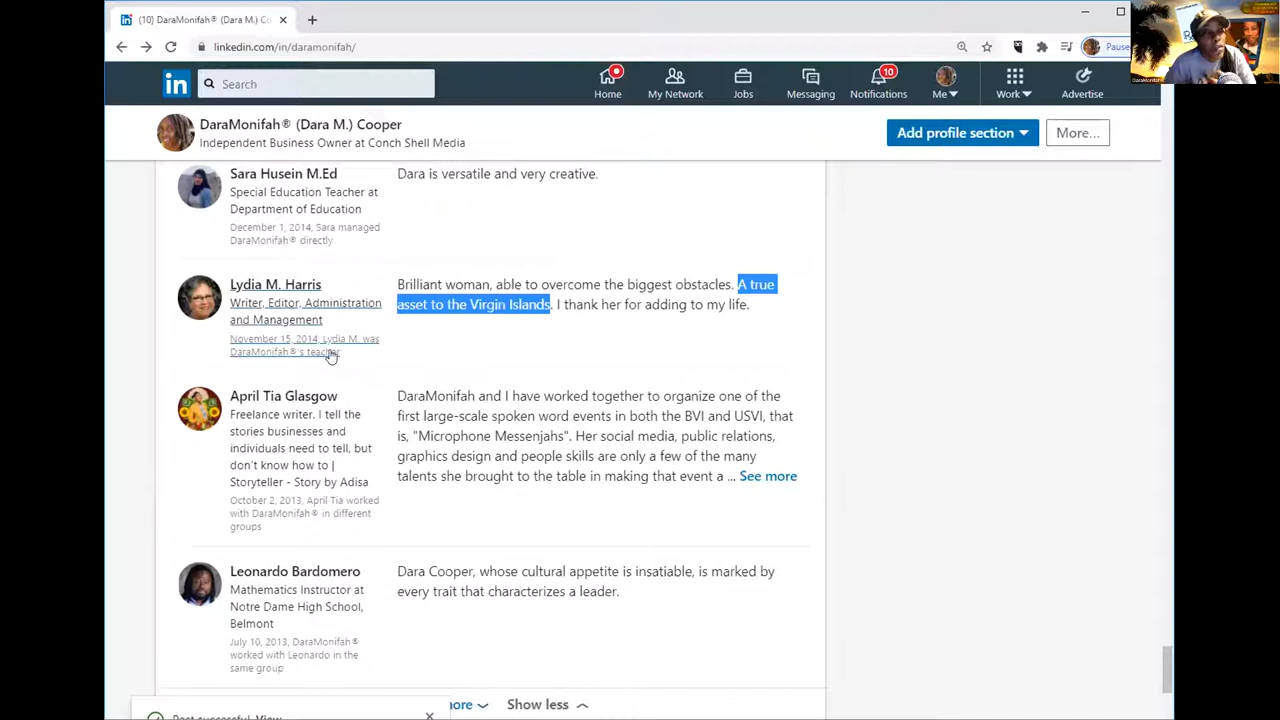 (10) DaraMonifah® (Dara M.) Co
linkedin.com/in/daramonifah/
Pause
in
Search
Home
My Network
Jobs
Messaging
10
Notifications
Me
Work
Advertise
DaraMonifah® (Dara M.) Cooper
Independent Business Owner at Conch Shell Media
Add profile section
More...
Sara Husein M.Ed
Special Education Teacher at
Department of Education
December 1, 2014, Sara managed
DaraMonifah® directly
Dara is versatile and very creative.
Lydia M. Harris
Writer, Editor, Administration
and Management
November 15, 2014, Lydia M. was
DaraMonifah®'s teacher
Brilliant woman, able to overcome the biggest obstacles. A true
asset to the Virgin Islands. I thank her for adding to my life.
April Tia Glasgow
Freelance writer. I tell the
stories businesses and
individuals need to tell, but
don't know how to |
Storyteller - Story by Adisa
October 2, 2013, April Tia worked
with DaraMonifah® in different
groups
DaraMonifah and I have worked together to organize one of the
first large-scale spoken word events in both the BVI and USVI, that
is, "Microphone Messenjahs". Her social media, public relations,
graphics design and people skills are only a few of the many
talents she brought to the table in making that event a ... See more
Leonardo Bardomero
Mathematics Instructor at
Notre Dame High School,
Belmont
July 10, 2013, DaraMonifah®
worked with Leonardo in the
same group
Dara Cooper, whose cultural appetite is insatiable, is marked by
every trait that characterizes a leader.
Post successful. View
ore
Show less